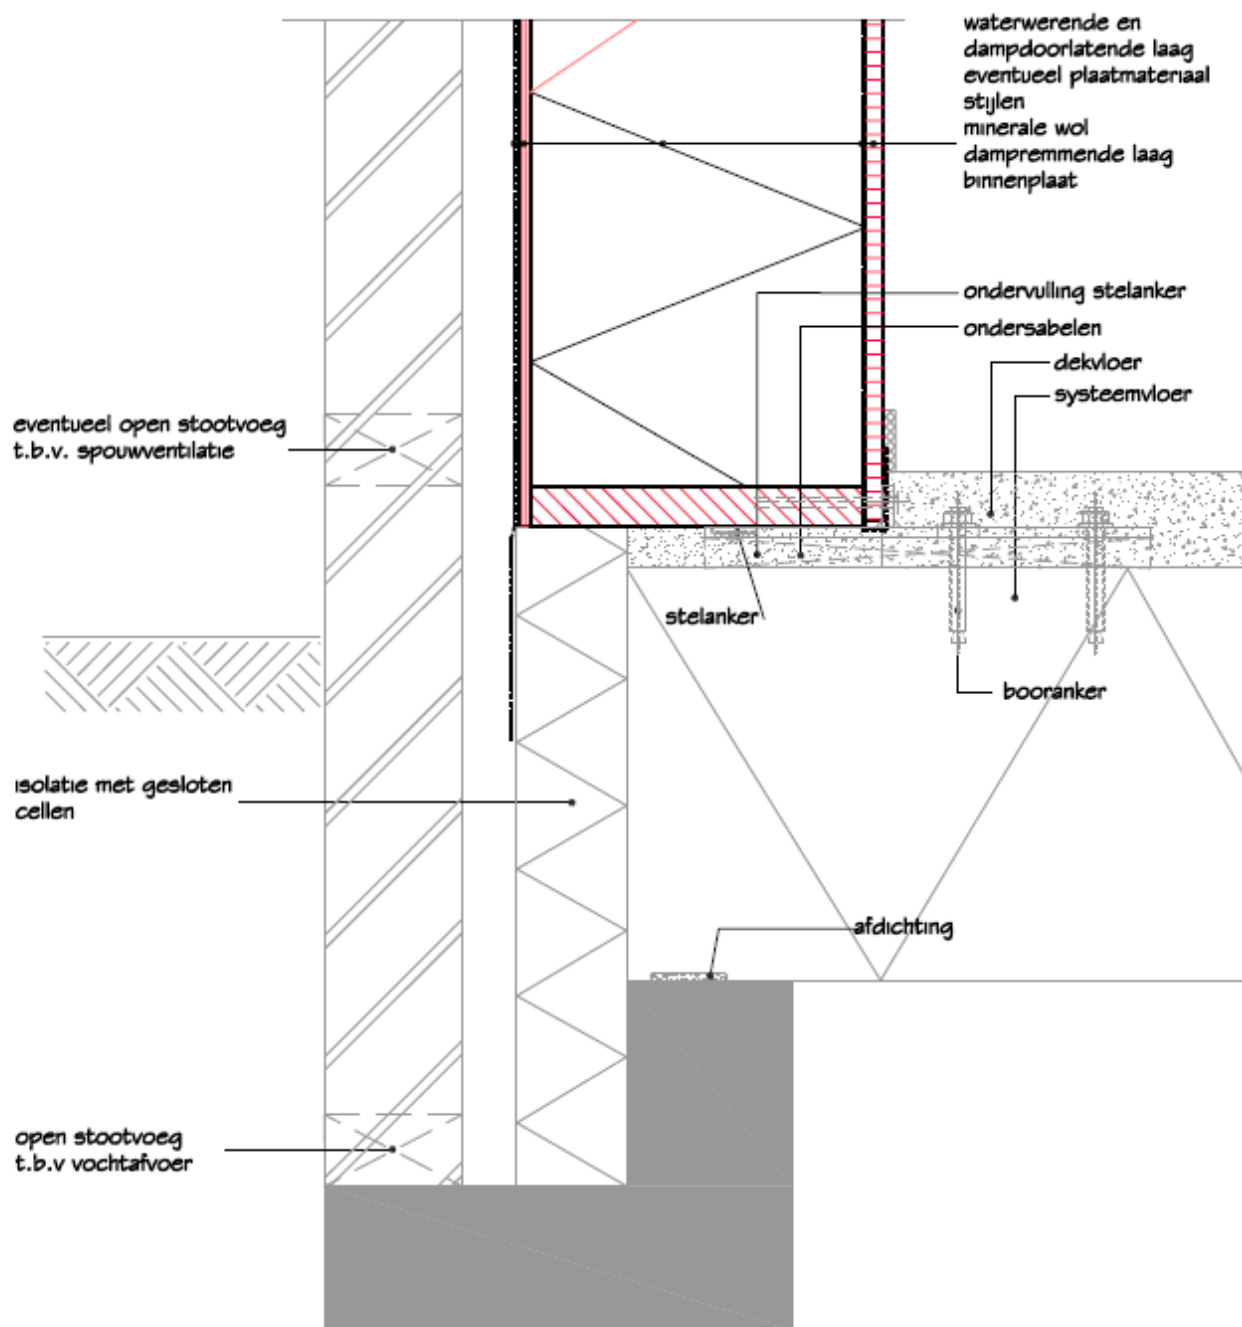 waterwerende en
dampdoorlatende laag
eventueel plaatmateriaal
stijlen
minerale wol
dampremmende laag
binnenplaat
ondervulling stelanker
ondersabelen
dekvloer
systeemvloer
eventueel open stootvoeg
t.b.v. spouwventilatie
stelanker
booranker
isolatie met gesloten
cellen
afdichting
open stootvoeg
t.b.v vochtafvoer